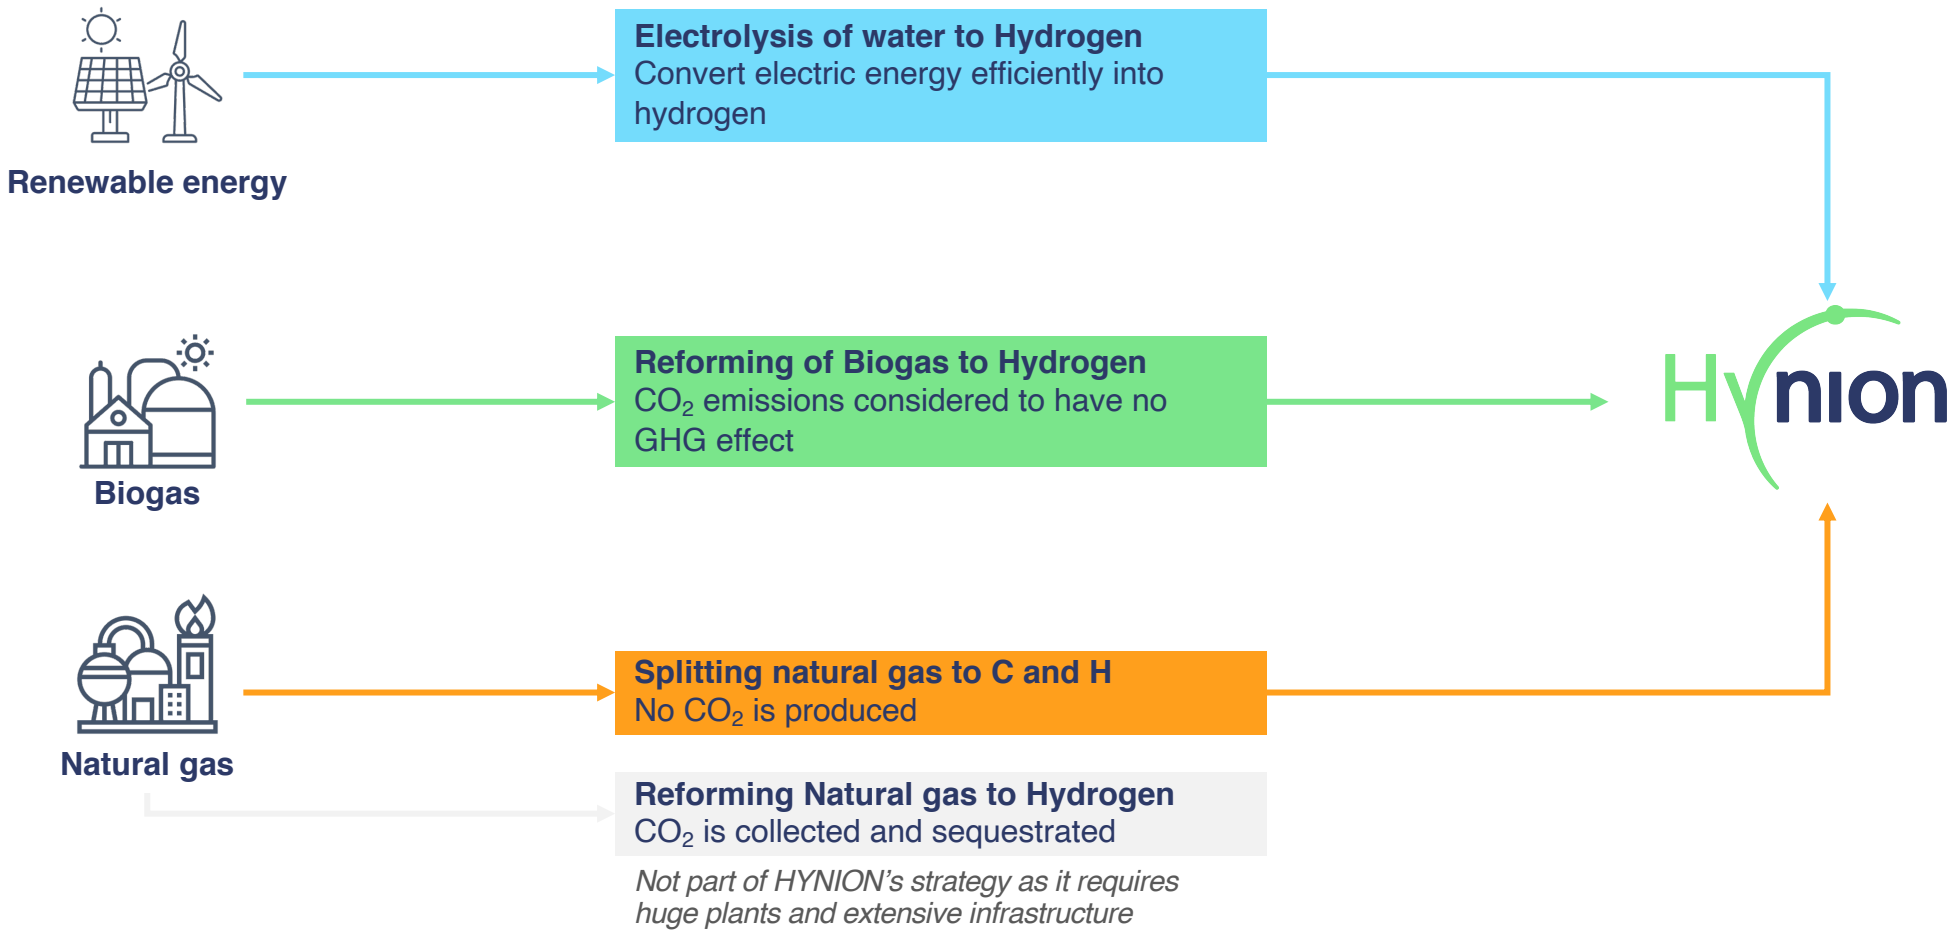 Electrolysis of water to Hydrogen
Convert electric energy efficiently into
hydrogen
Renewable energy
Reforming of Biogas to Hydrogen
CO₂ emissions considered to have no
GHG effect
Biogas
Hynion
Splitting natural gas to C and H
No CO₂ is produced
Natural gas
Reforming Natural gas to Hydrogen
CO₂ is collected and sequestrated
Not part of HYNION’s strategy as it requires
huge plants and extensive infrastructure